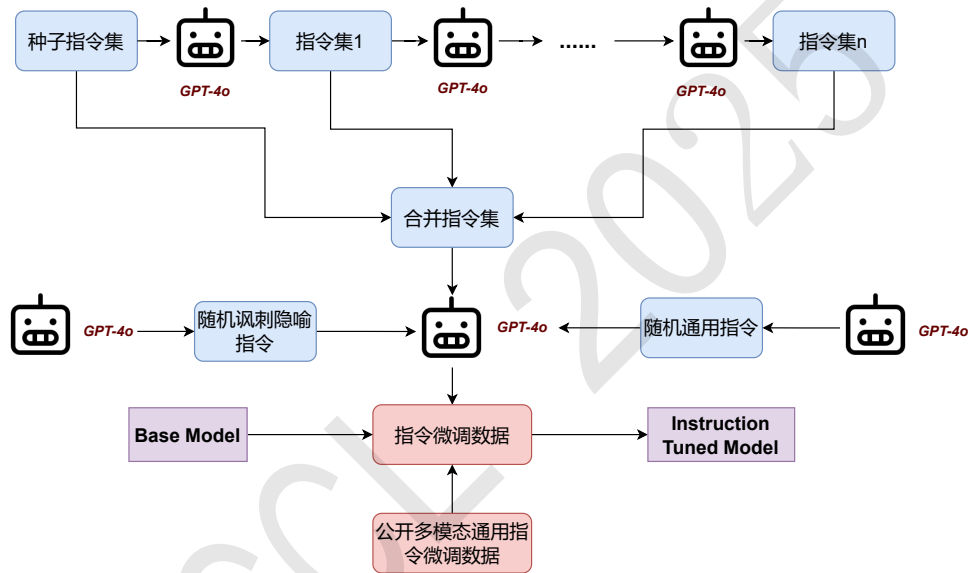 种子指令集
指令集1
......
指令集n
GPT-4o
GPT-4o
GPT-4o
合并指令集
GPT-4o
随机讽刺隐喻
指令
GPT-4o
随机通用指令
GPT-4o
Base Model
指令微调数据
Instruction
Tuned Model
公开多模态通用指
令微调数据
CL 2025